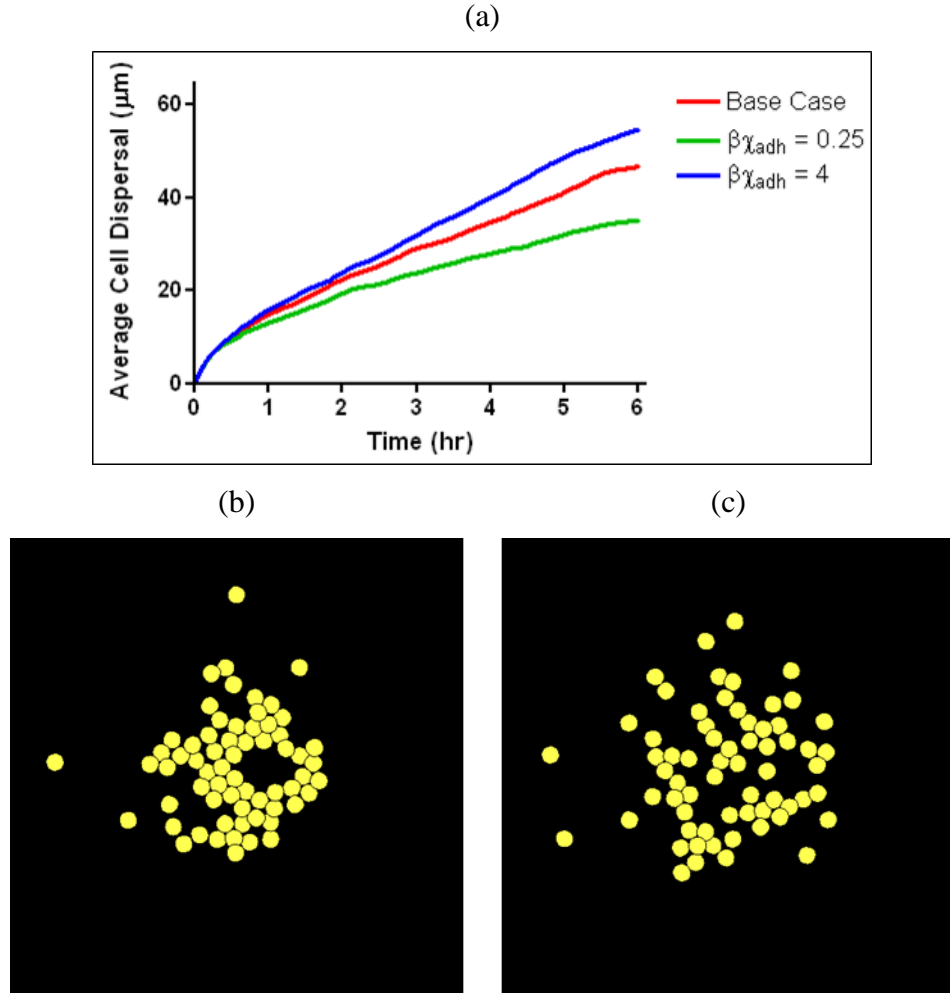 (a)
Average Cell Dispersal (μm)
60
40
20
0
0 1 2 3 4 5 6
Time (hr)
Base Case
βχadh = 0.25
βχadh = 4
(b) (c)